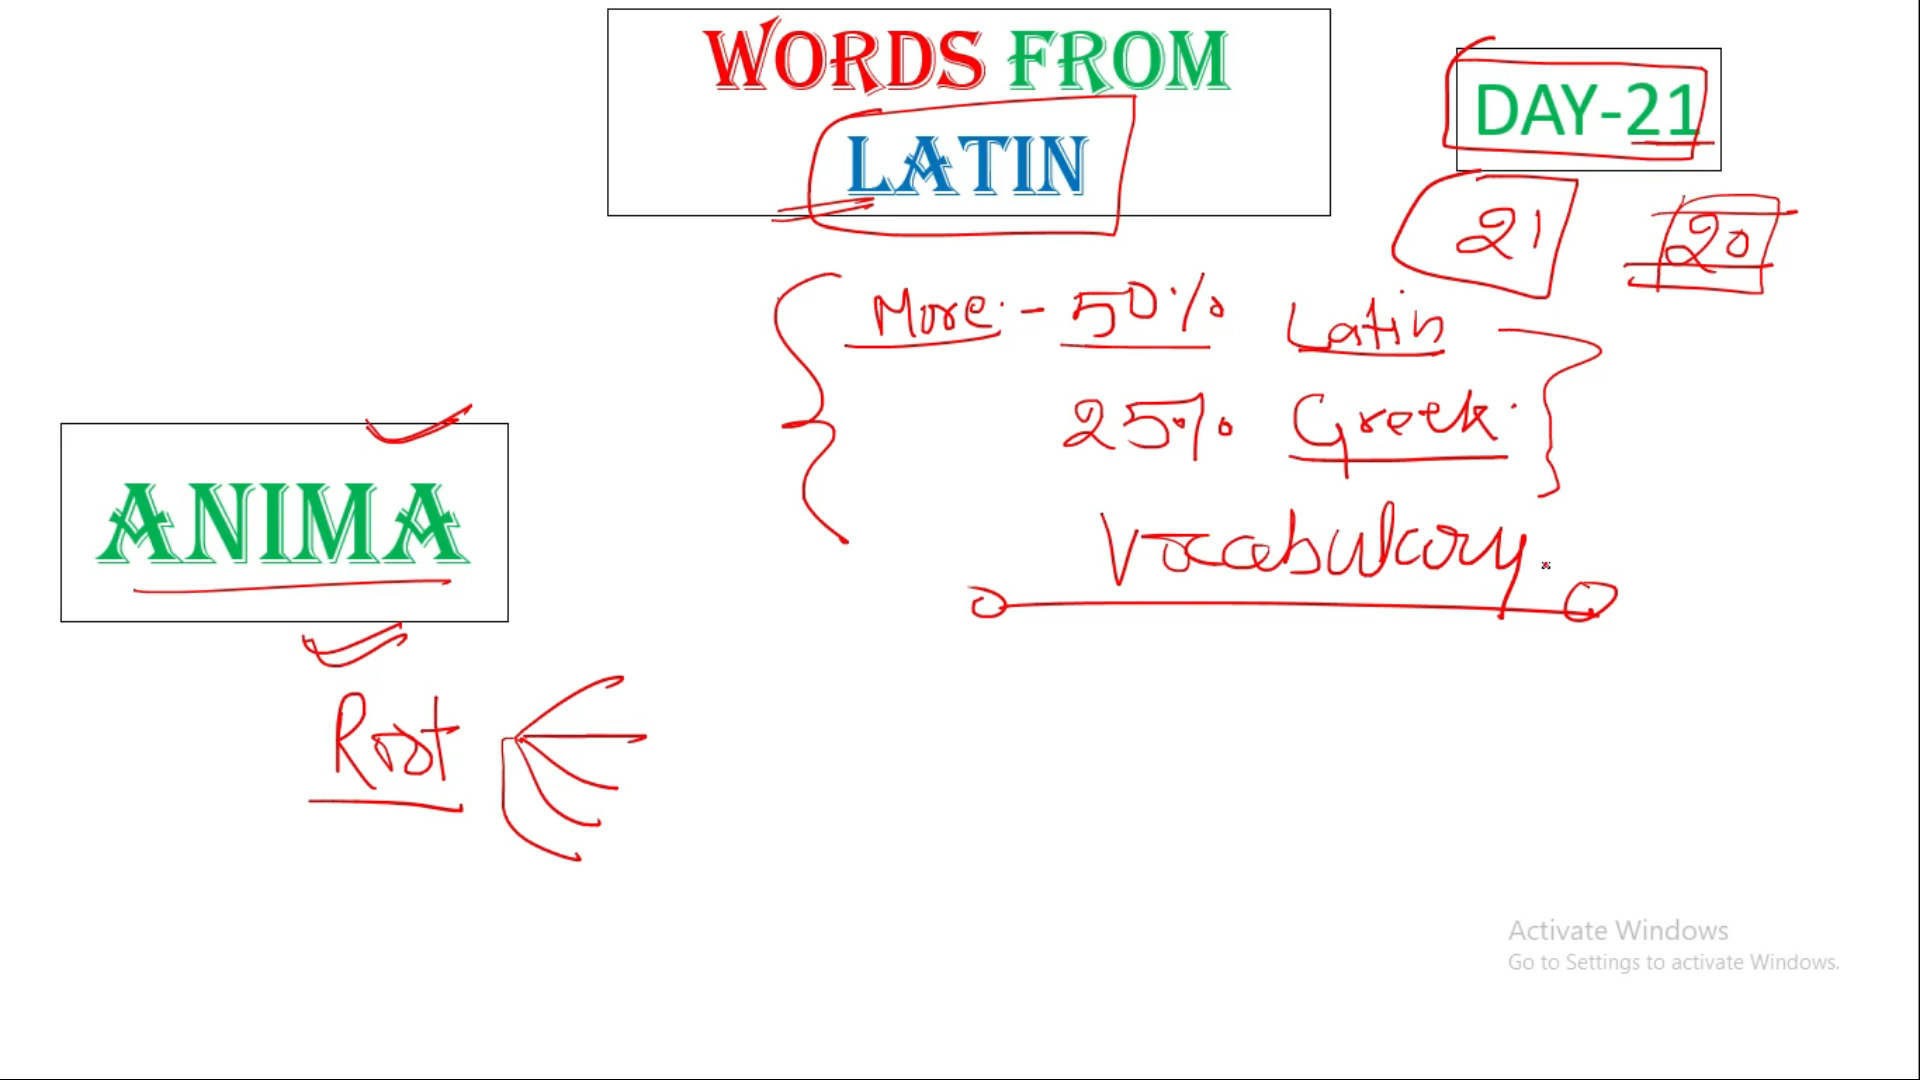 WORDS FROM
LATIN
DAY-21
21
20
More - 50% Latin
25% Greek
Vocabulary
ANIMA
Root
Activate Windows
Go to Settings to activate Windows.